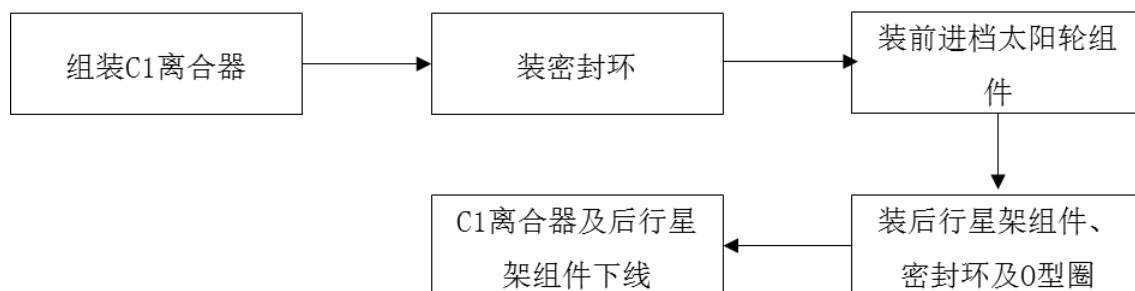 组装C1离合器
装密封环
装前进档太阳轮组
件
装后行星架组件、
密封环及O型圈
C1离合器及后行星
架组件下线